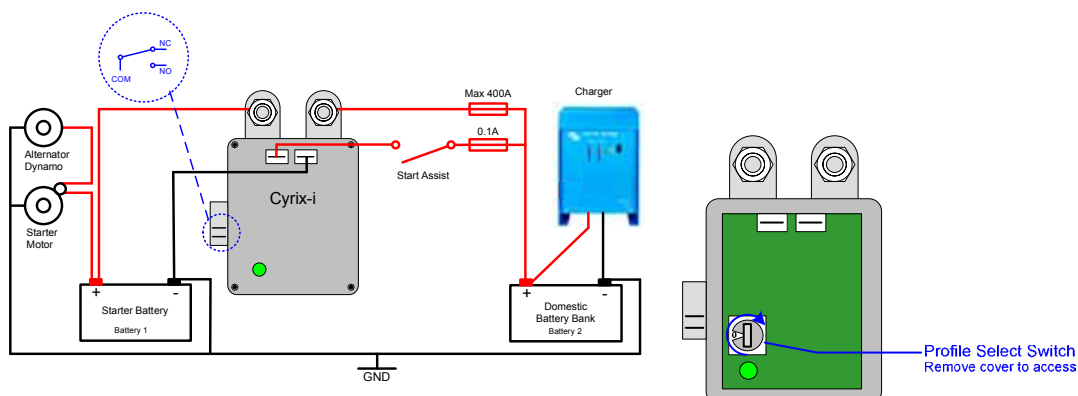 NC
COM
NO
Max 400A
Charger
0.1A
Alternator
Dynamo
Start Assist
Cyrix-i
Starter
Motor
+
-
Starter Battery
Battery 1
+
-
Domestic
Battery Bank
Battery 2
GND
Profile Select Switch
Remove cover to access